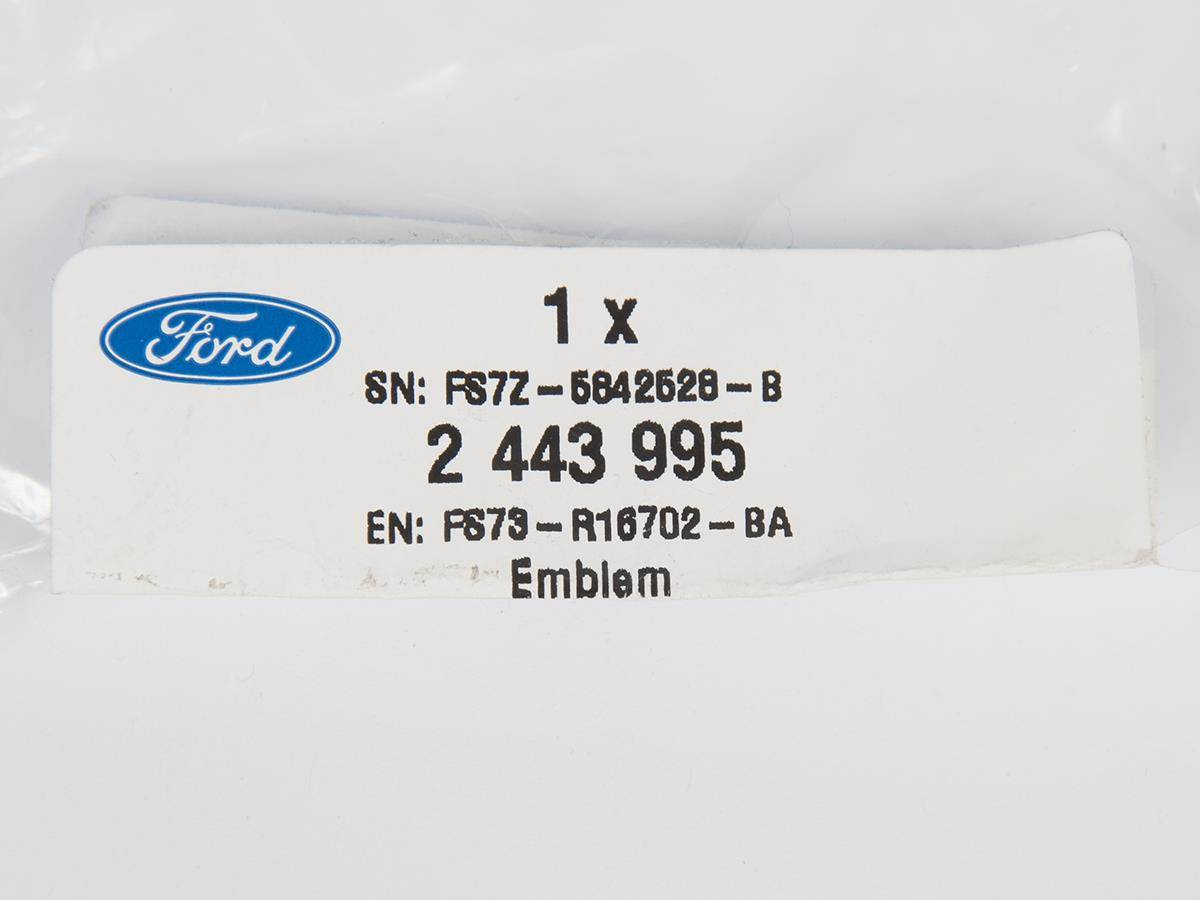 Ford
1 x
SN: FS7Z-5842528-B
2 443 995
EN: FS73-R16702-BA
Emblem